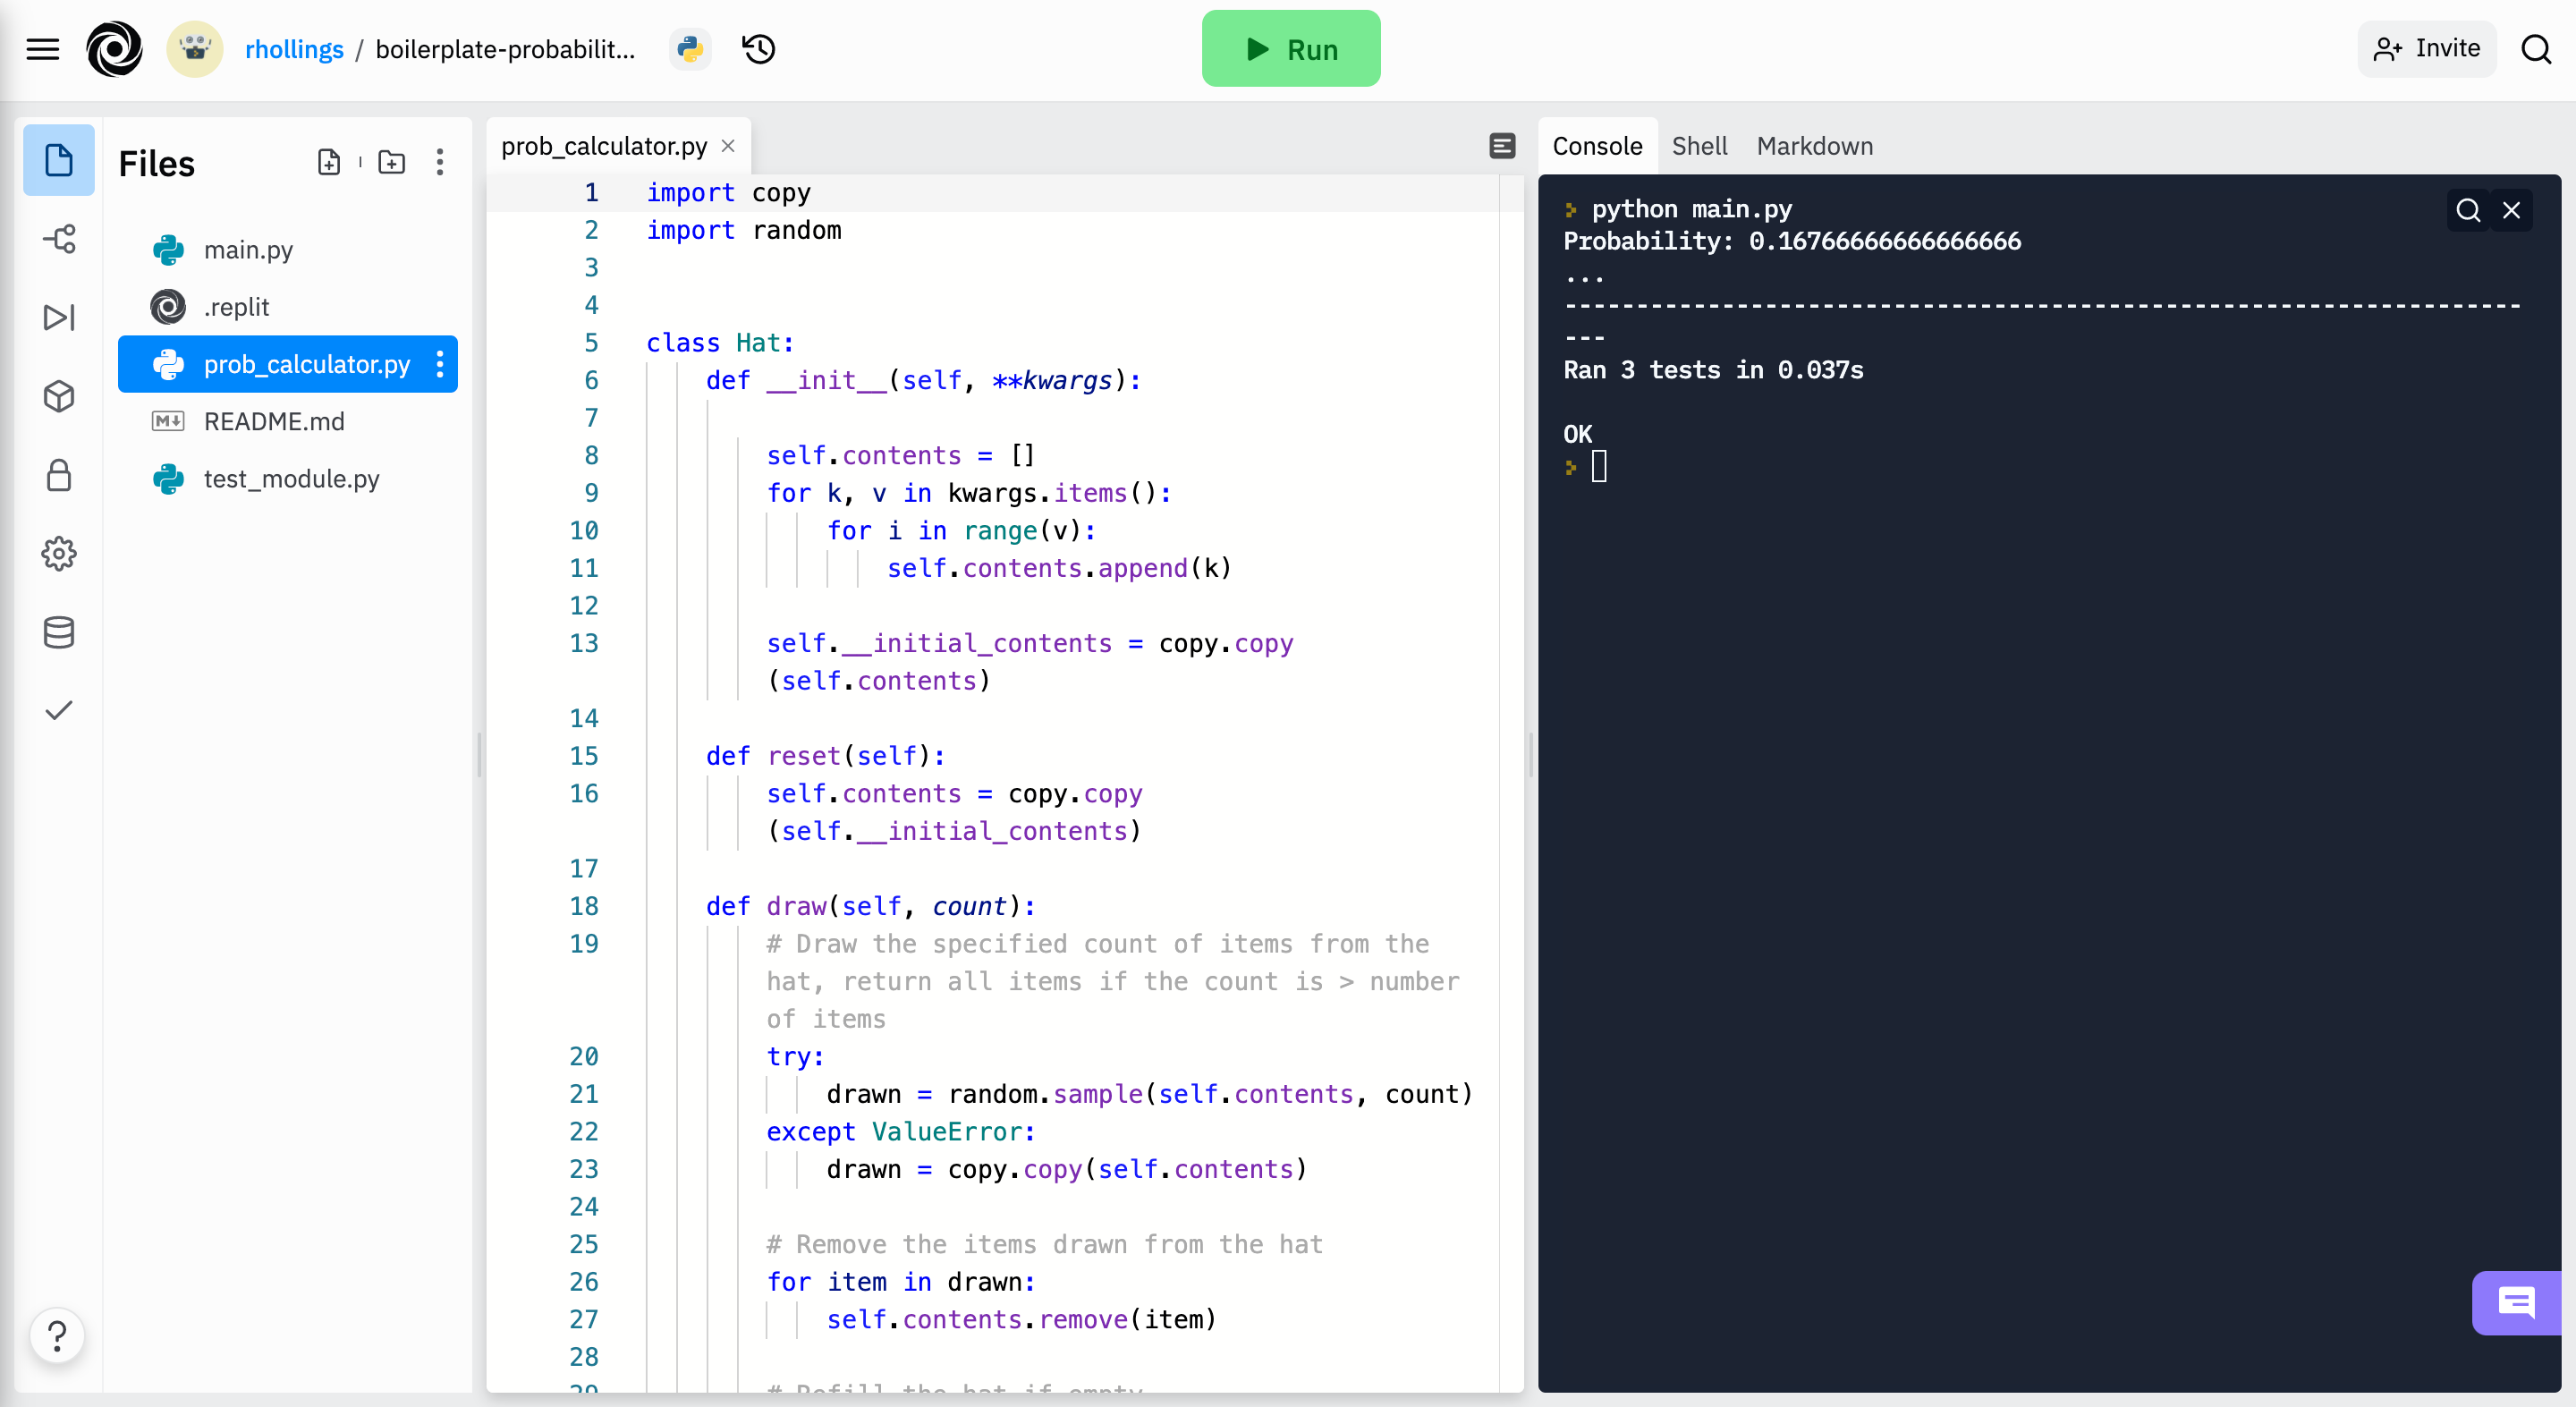 rhollings / boilerplate-probabilit...
Run
Invite
Files
main.py
.replit
prob_calculator.py
README.md
test_module.py
prob_calculator.py
1 import copy
2 import random
3
4
5 class Hat:
6 def __init__(self, **kwargs):
7
8 self.contents = []
9 for k, v in kwargs.items():
10 for i in range(v):
11 self.contents.append(k)
12
13 self.__initial_contents = copy.copy
(self.contents)
14
15 def reset(self):
16 self.contents = copy.copy
(self.__initial_contents)
17
18 def draw(self, count):
19 # Draw the specified count of items from the
hat, return all items if the count is > number
of items
20 try:
21 drawn = random.sample(self.contents, count)
22 except ValueError:
23 drawn = copy.copy(self.contents)
24
25 # Remove the items drawn from the hat
26 for item in drawn:
27 self.contents.remove(item)
28
29 # Refill the hat if empty
Console Shell Markdown
python main.py
Probability: 0.16766666666666666
...
----------------------------------------------------------------------
---
Ran 3 tests in 0.037s
OK
?